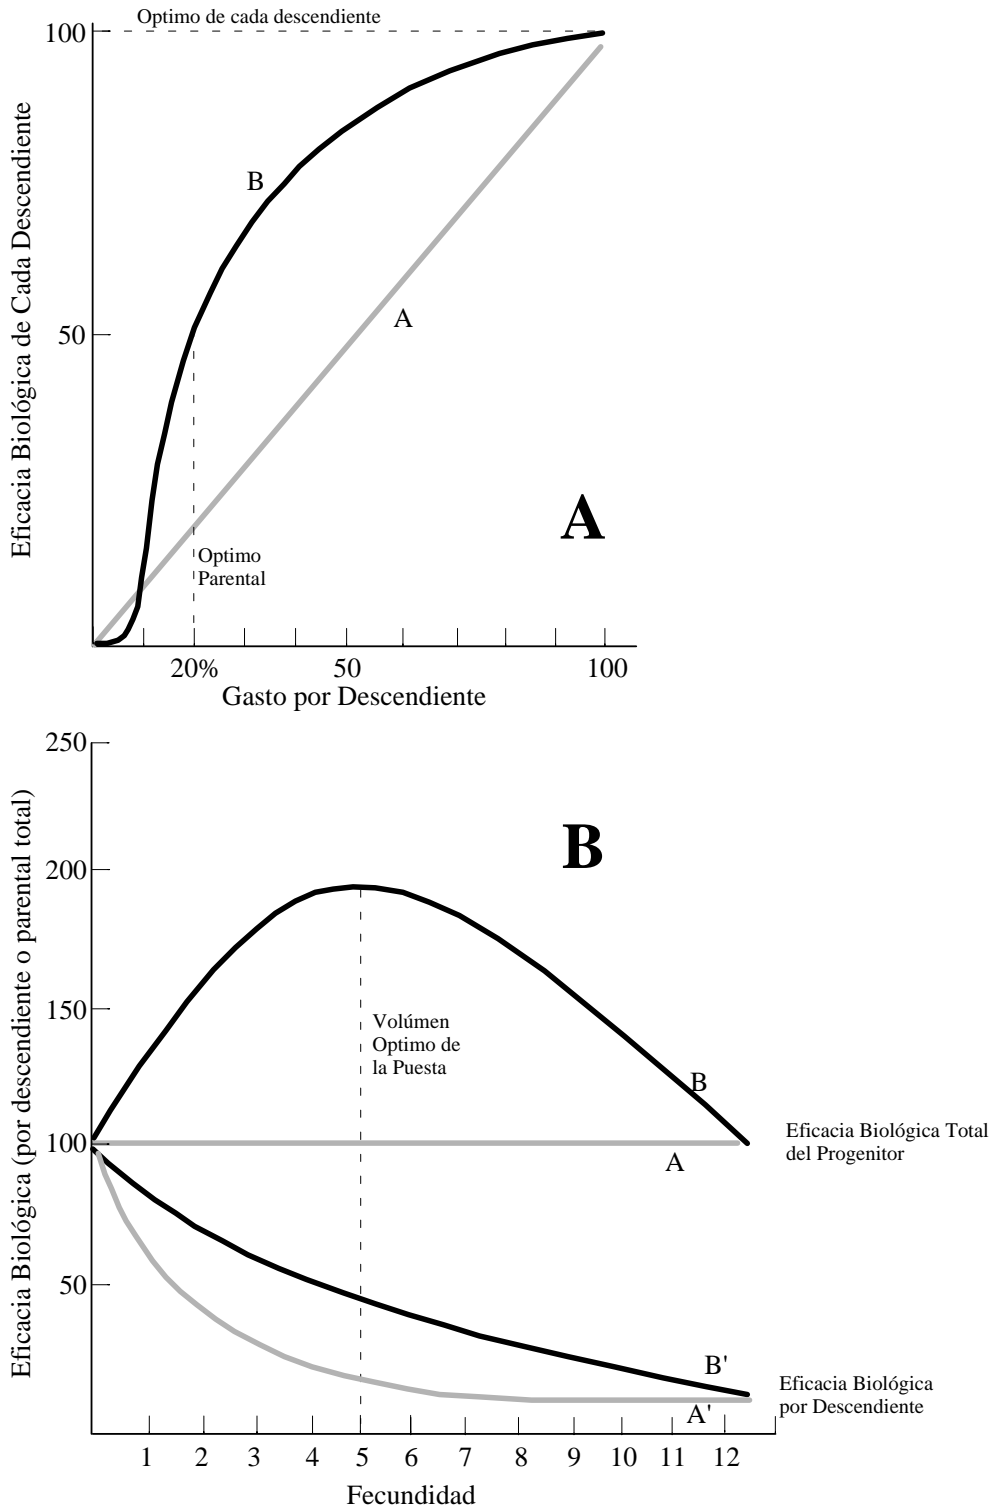 Optimo de cada descendiente
100
B
50
A
A
Optimo
Parental
20%
50
100
Gasto por Descendiente
Eficacia Biológica de Cada Descendiente
250
B
200
150
Volúmen
Optimo de
la Puesta
B
100
A
Eficacia Biológica Total
del Progenitor
50
B'
A'
Eficacia Biológica
por Descendiente
1 2 3 4 5 6 7 8 9 10 11 12
Fecundidad
Eficacia Biológica (por descendiente o parental total)